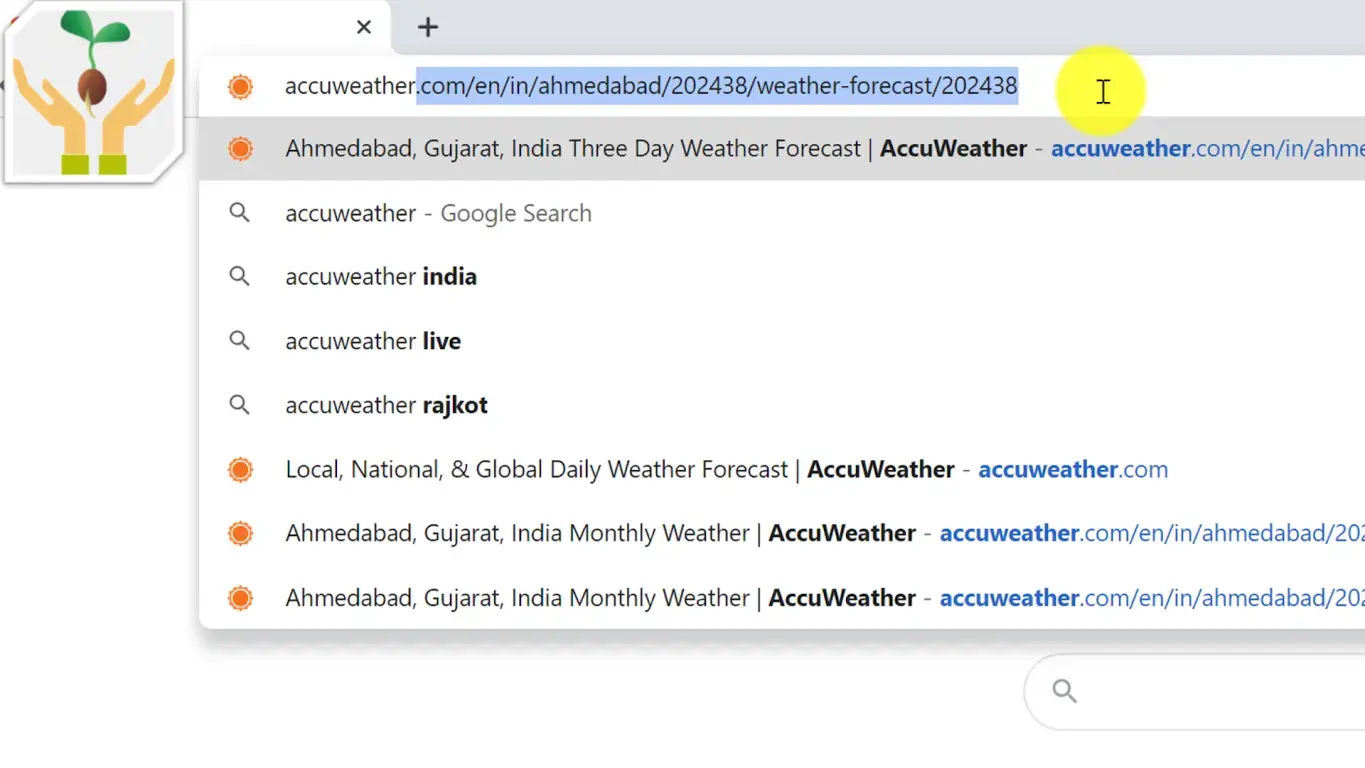 accuweather.com/en/in/ahmedabad/202438/weather-forecast/202438
Ahmedabad, Gujarat, India Three Day Weather Forecast | AccuWeather - accuweather.com/en/in/ahme
accuweather - Google Search
accuweather india
accuweather live
accuweather rajkot
Local, National, & Global Daily Weather Forecast | AccuWeather - accuweather.com
Ahmedabad, Gujarat, India Monthly Weather | AccuWeather - accuweather.com/en/in/ahmedabad/202
Ahmedabad, Gujarat, India Monthly Weather | AccuWeather - accuweather.com/en/in/ahmedabad/202